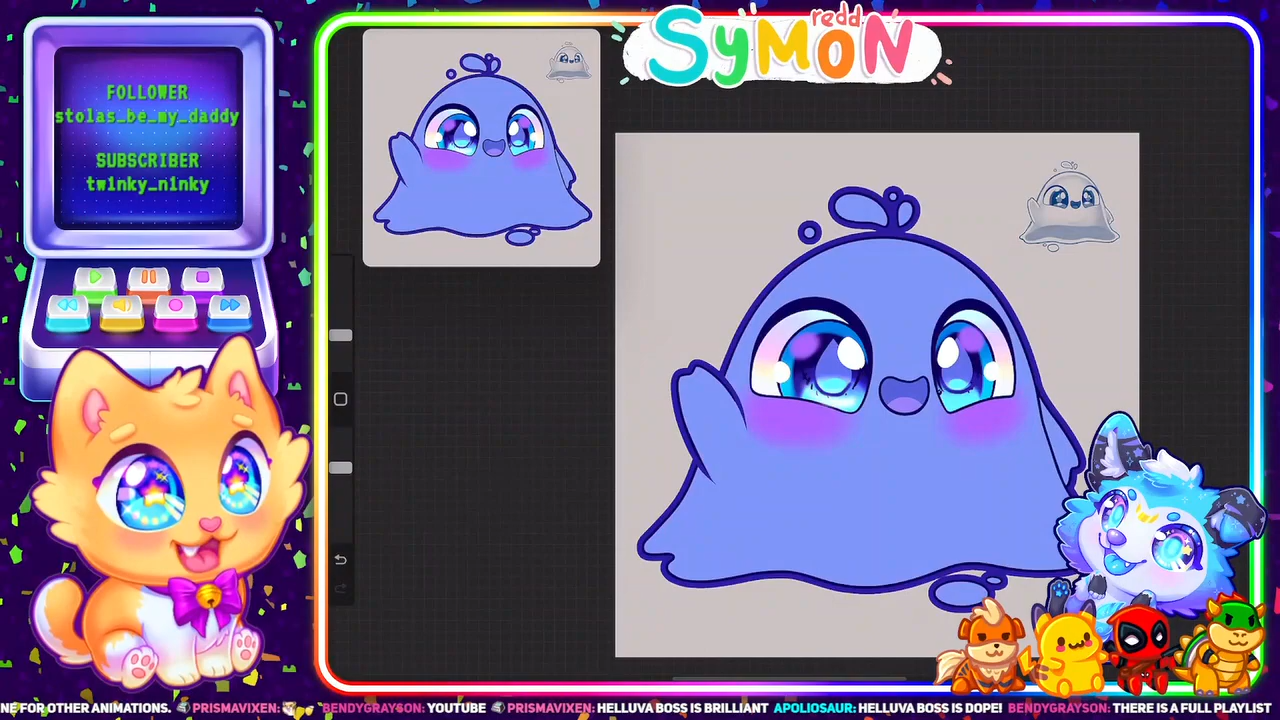 redd
SyMoN
FOLLOWER
stolas_be_my_daddy
SUBSCRIBER
tw1nky_n1nky
NE FOR OTHER ANIMATIONS. PRISMAVIXEN: BENDYGRAYSON: YOUTUBE PRISMAVIXEN: HELLUVA BOSS IS BRILLIANT APOLIOSAUR: HELLUVA BOSS IS DOPE! BENDYGRAYSON: THERE IS A FULL PLAYLIST